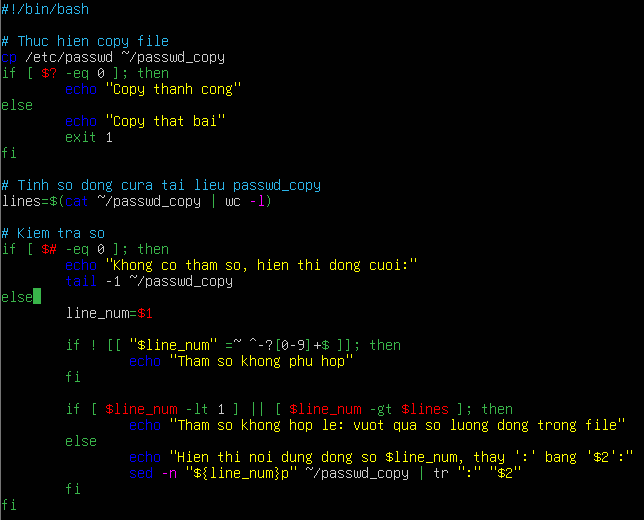 #!/bin/bash
# Thuc hien copy file
cp /etc/passwd ~/passwd_copy
if [ $? -eq 0 ]; then
echo "Copy thanh cong"
else
echo "Copy that bai"
exit 1
fi
# Tinh so dong cura tai lieu passwd_copy
lines=$(cat ~/passwd_copy | wc -l)
# Kiem tra so
if [ $# -eq 0 ]; then
echo "Khong co tham so, hien thi dong cuoi:"
tail -1 ~/passwd_copy
else
line_num=$1
if ! [[ "$line_num" =~ ^-?[0-9]+$ ]]; then
echo "Tham so khong phu hop"
fi
if [ $line_num -lt 1 ] || [ $line_num -gt $lines ]; then
echo "Tham so khong hop le: vuot qua so luong dong trong file"
else
echo "Hien thi noi dung dong so $line_num, thay ':' bang '$2':"
sed -n "${line_num}p" ~/passwd_copy | tr ":" "$2"
fi
fi